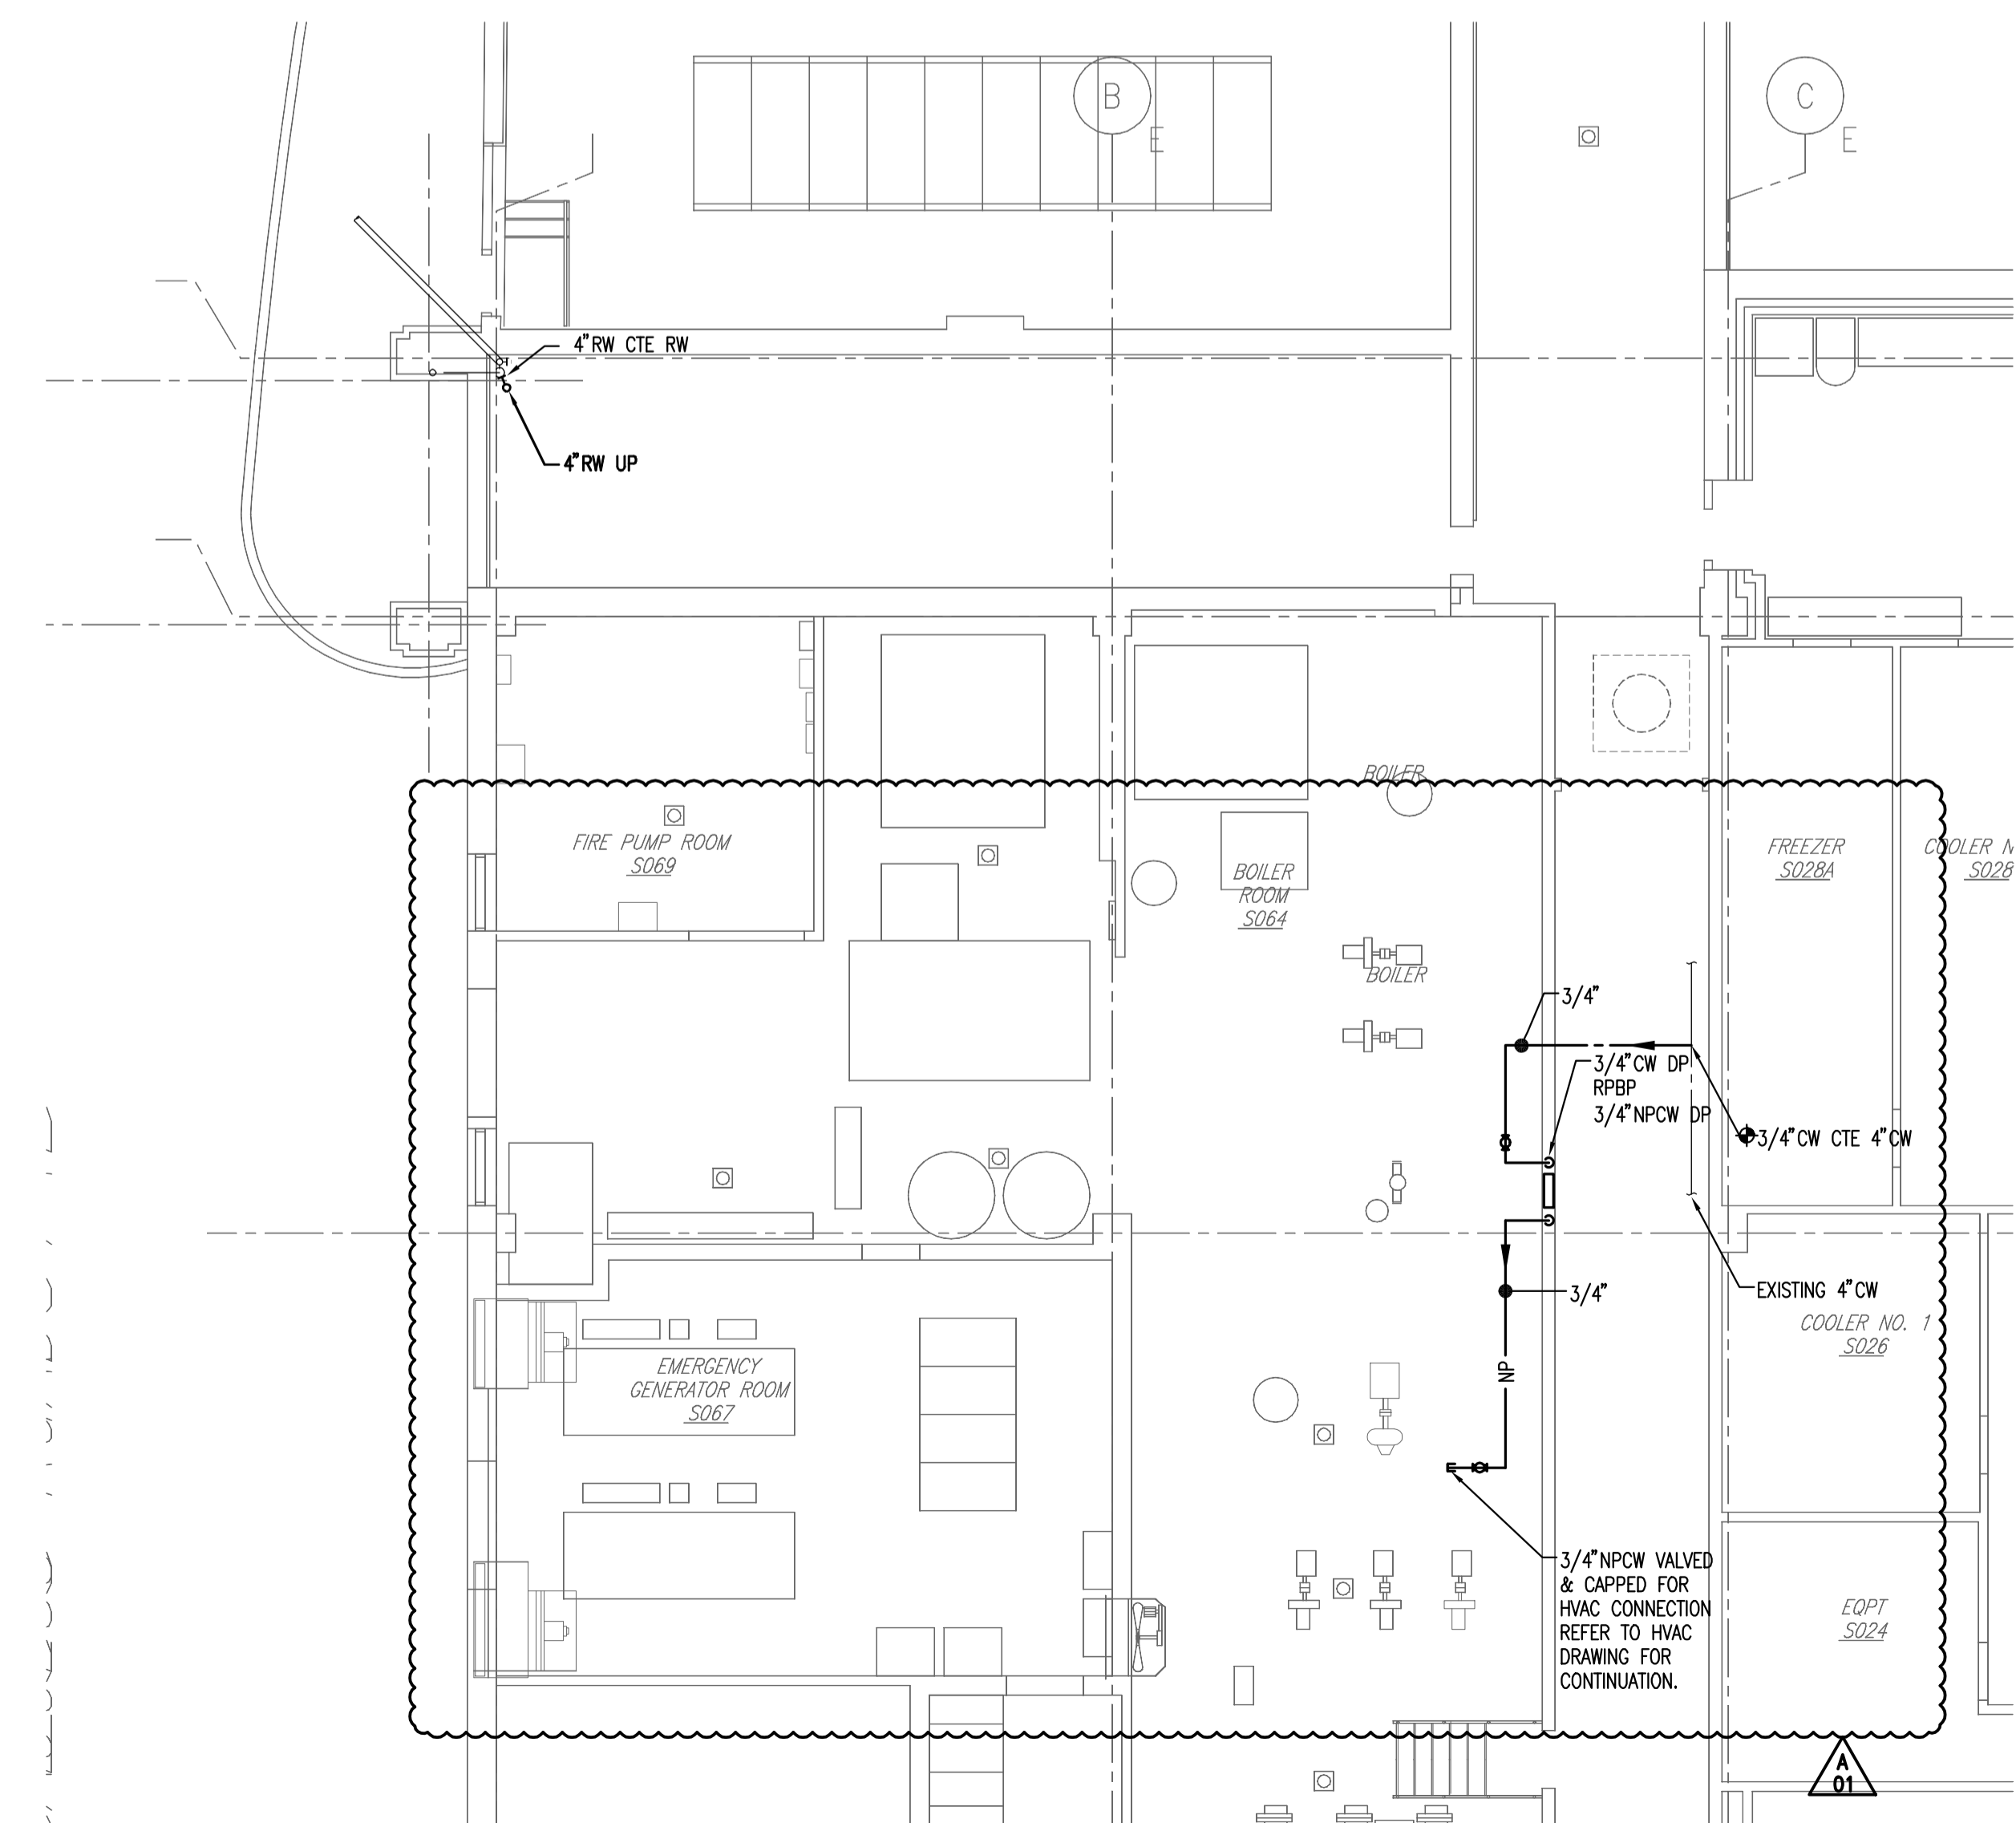 B
E
C
E
4"RW CTE RW
4"RW UP
BOILER
FIRE PUMP ROOM
S069
BOILER
ROOM
S064
FREEZER
S028A
COOLER N
S028
BOILER
3/4"
3/4"CW DP
RPBP
3/4"NPCW DP
3/4"CW CTE 4"CW
EXISTING 4"CW
3/4"
COOLER NO. 1
S026
EMERGENCY
GENERATOR ROOM
S067
NP
3/4"NPCW VALVED
& CAPPED FOR
HVAC CONNECTION
REFER TO HVAC
DRAWING FOR
CONTINUATION.
EQPT
S024
A
01